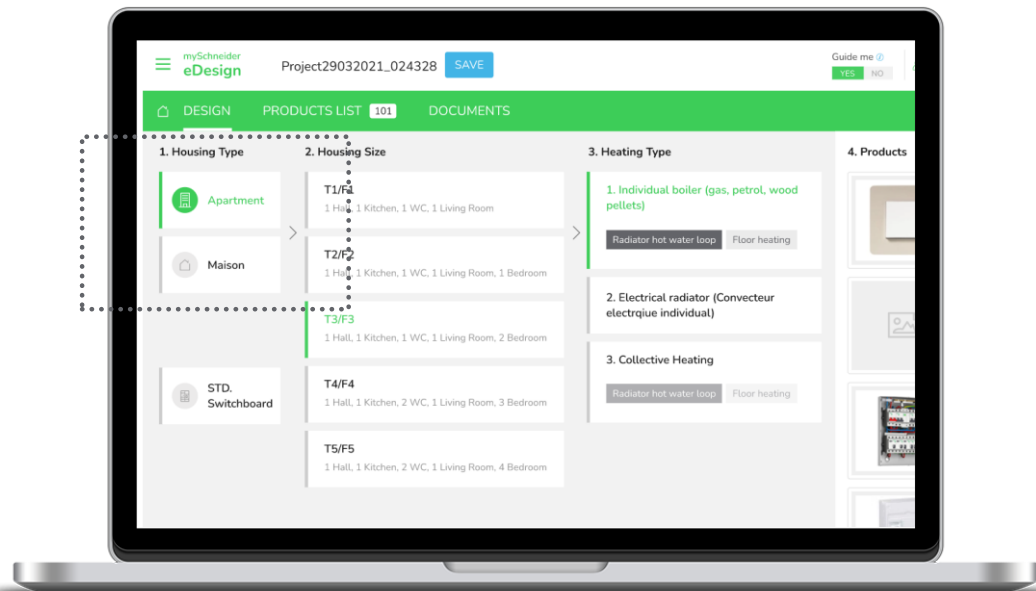 mySchneider
eDesign
Project29032021_024328
SAVE
Guide me
YES
NO
DESIGN
PRODUCTS LIST
101
DOCUMENTS
1. Housing Type
Apartment
Maison
STD.
Switchboard
2. Housing Size
T1/F1
1 Hall, 1 Kitchen, 1 WC, 1 Living Room
T2/F2
1 Hall, 1 Kitchen, 1 WC, 1 Living Room, 1 Bedroom
T3/F3
1 Hall, 1 Kitchen, 1 WC, 1 Living Room, 2 Bedroom
T4/F4
1 Hall, 1 Kitchen, 2 WC, 1 Living Room, 3 Bedroom
T5/F5
1 Hall, 1 Kitchen, 2 WC, 1 Living Room, 4 Bedroom
3. Heating Type
1. Individual boiler (gas, petrol, wood
pellets)
Radiator hot water loop
Floor heating
2. Electrical radiator (Convecteur
electrqiue individual)
3. Collective Heating
Radiator hot water loop
Floor heating
4. Products